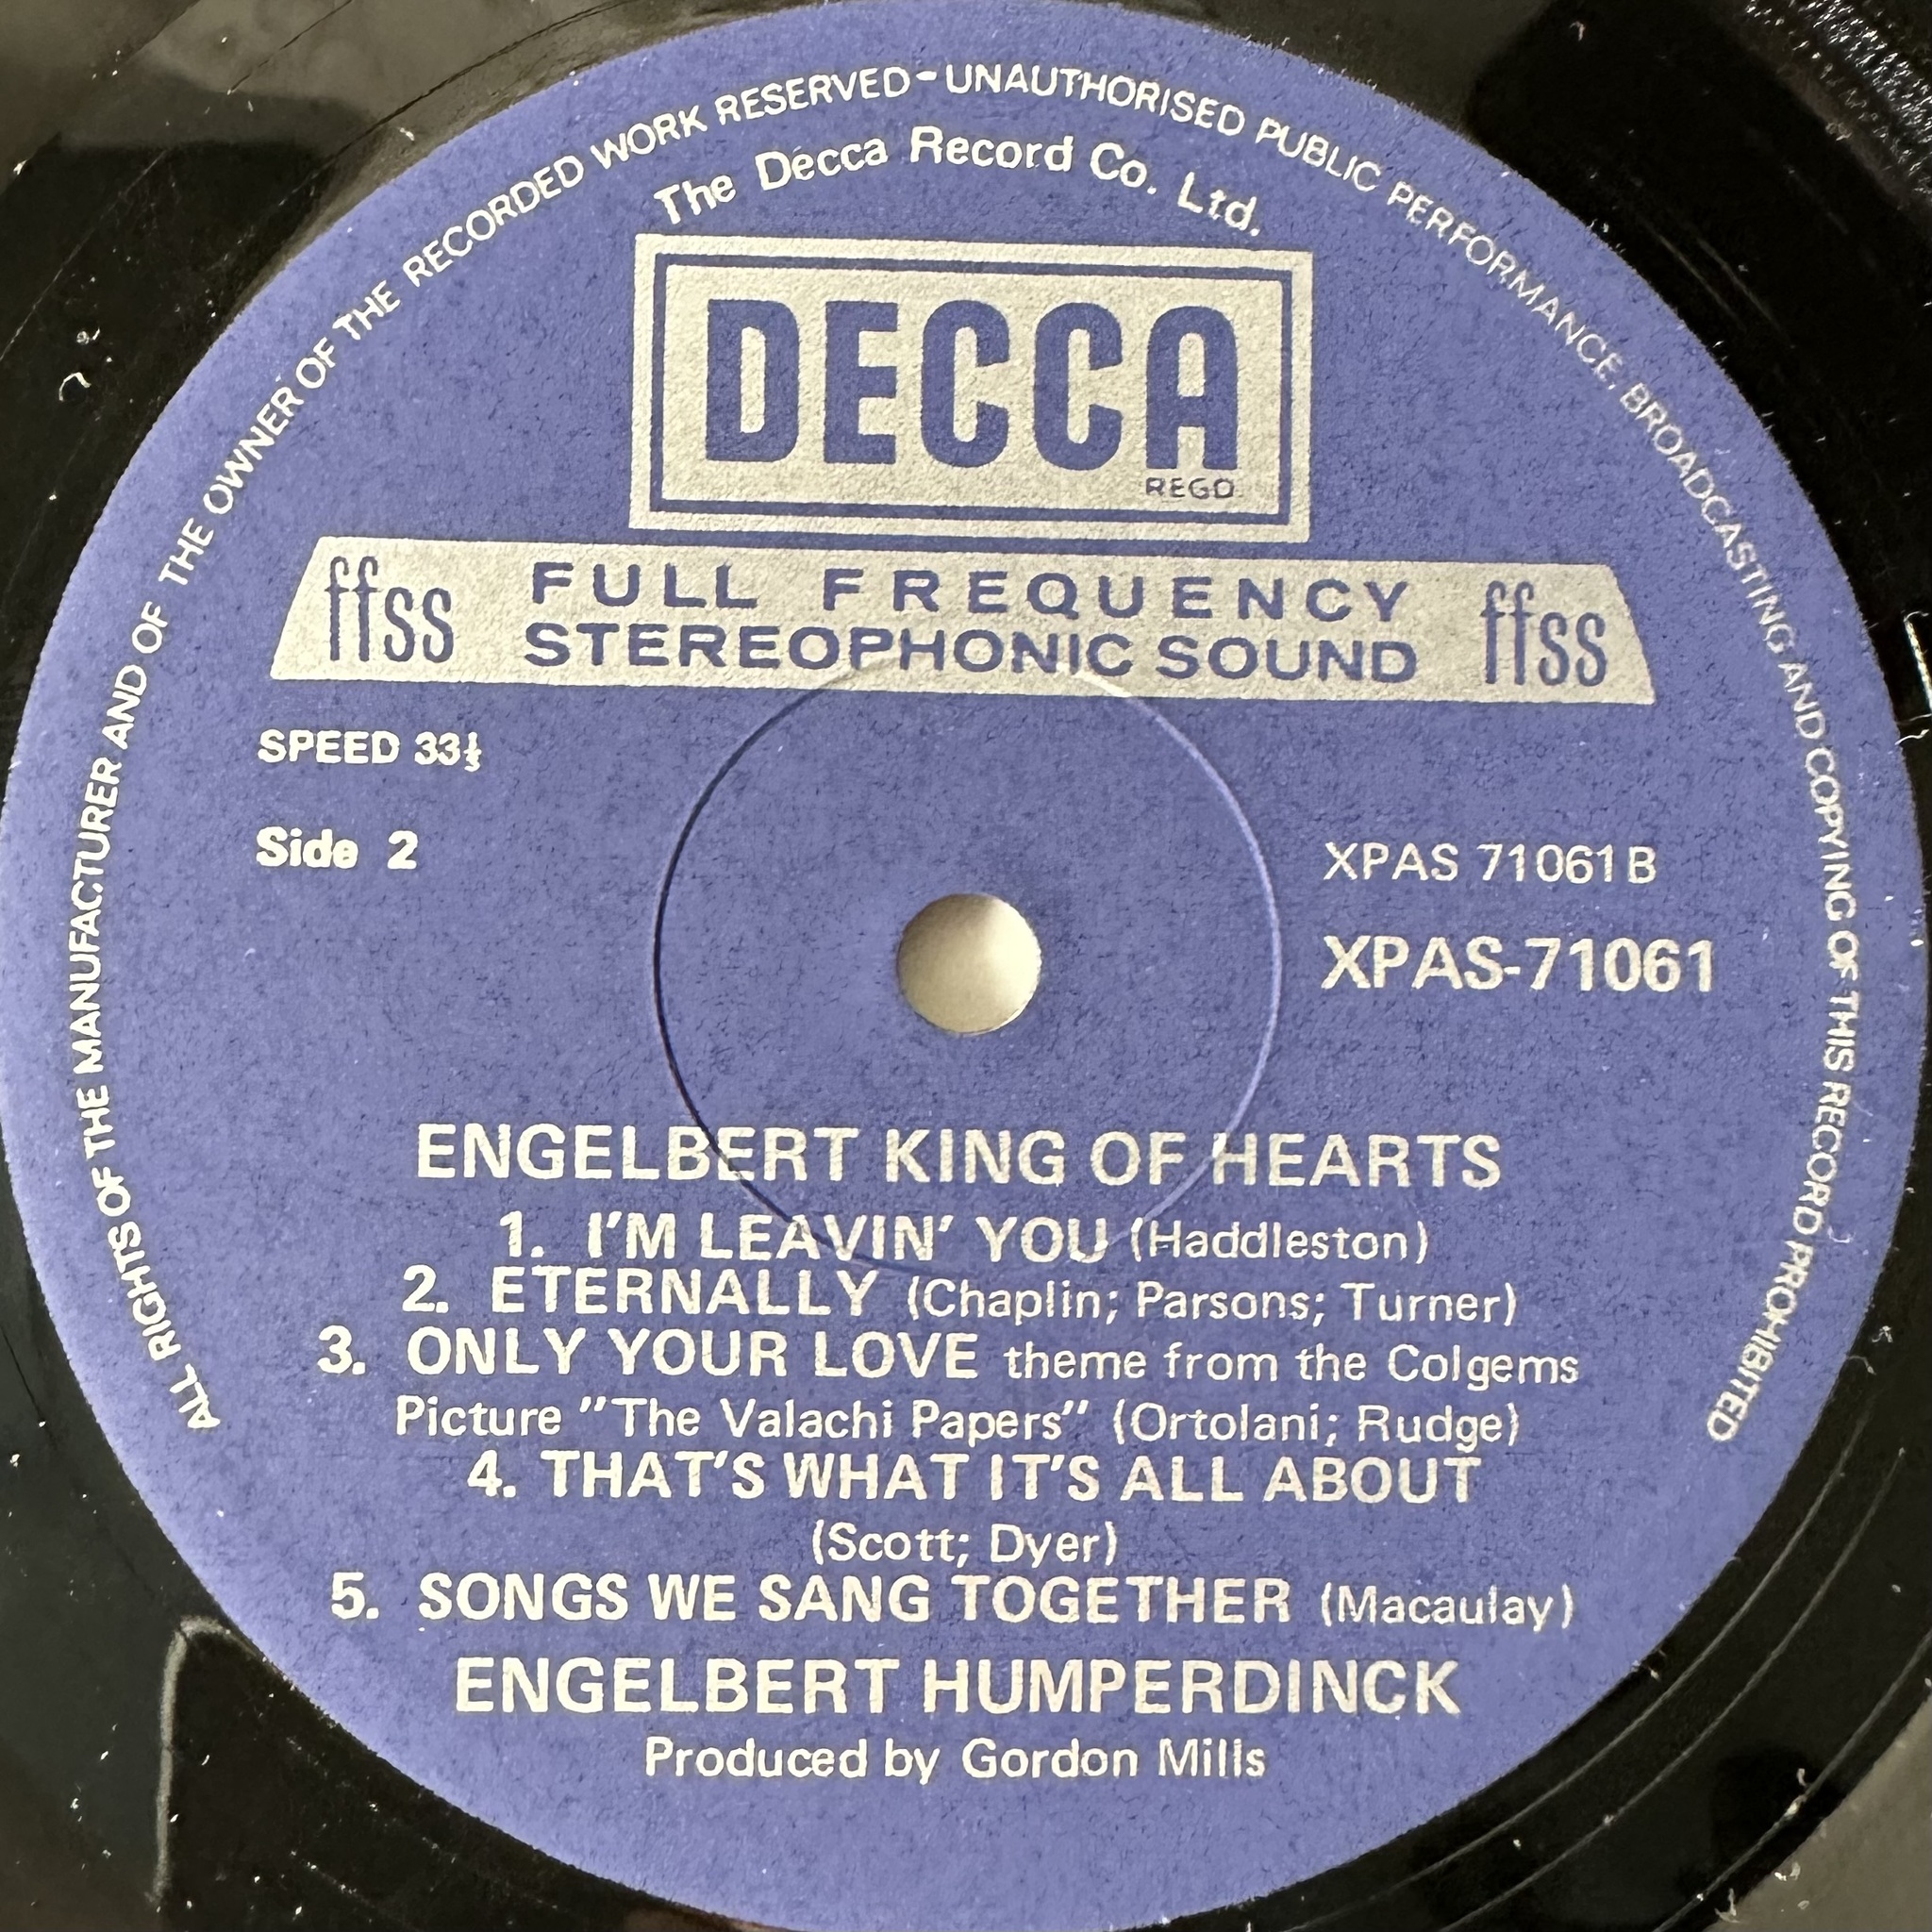 ALL RIGHTS OF THE MANUFACTURER AND OF THE OWNER OF THE RECORDED WORK RESERVED-UNAUTHORISED PUBLIC PERFORMANCE, BROADCASTING AND COPYING OF THIS RECORD PROHIBITED
The Decca Record Co. Ltd.
DECCA
REGD
ffss FULL FREQUENCY STEREOPHONIC SOUND ffss
SPEED 33⅓
Side 2
XPAS 71061B
XPAS-71061
ENGELBERT KING OF HEARTS
1. I'M LEAVIN' YOU (Haddleston)
2. ETERNALLY (Chaplin; Parsons; Turner)
3. ONLY YOUR LOVE theme from the Colgems
Picture "The Valachi Papers" (Ortolani; Rudge)
4. THAT'S WHAT IT'S ALL ABOUT
(Scott; Dyer)
5. SONGS WE SANG TOGETHER (Macaulay)
ENGELBERT HUMPERDINCK
Produced by Gordon Mills